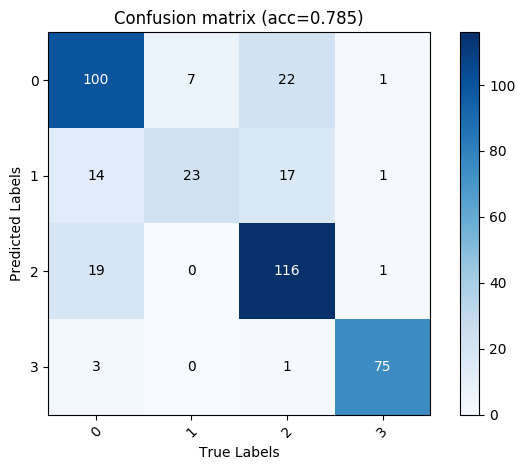 Confusion matrix (acc=0.785)
0 100 7 22 1
1 14 23 17 1
2 19 0 116 1
3 3 0 1 75
0 1 2 3
Predicted Labels
True Labels
100
80
60
40
20
0